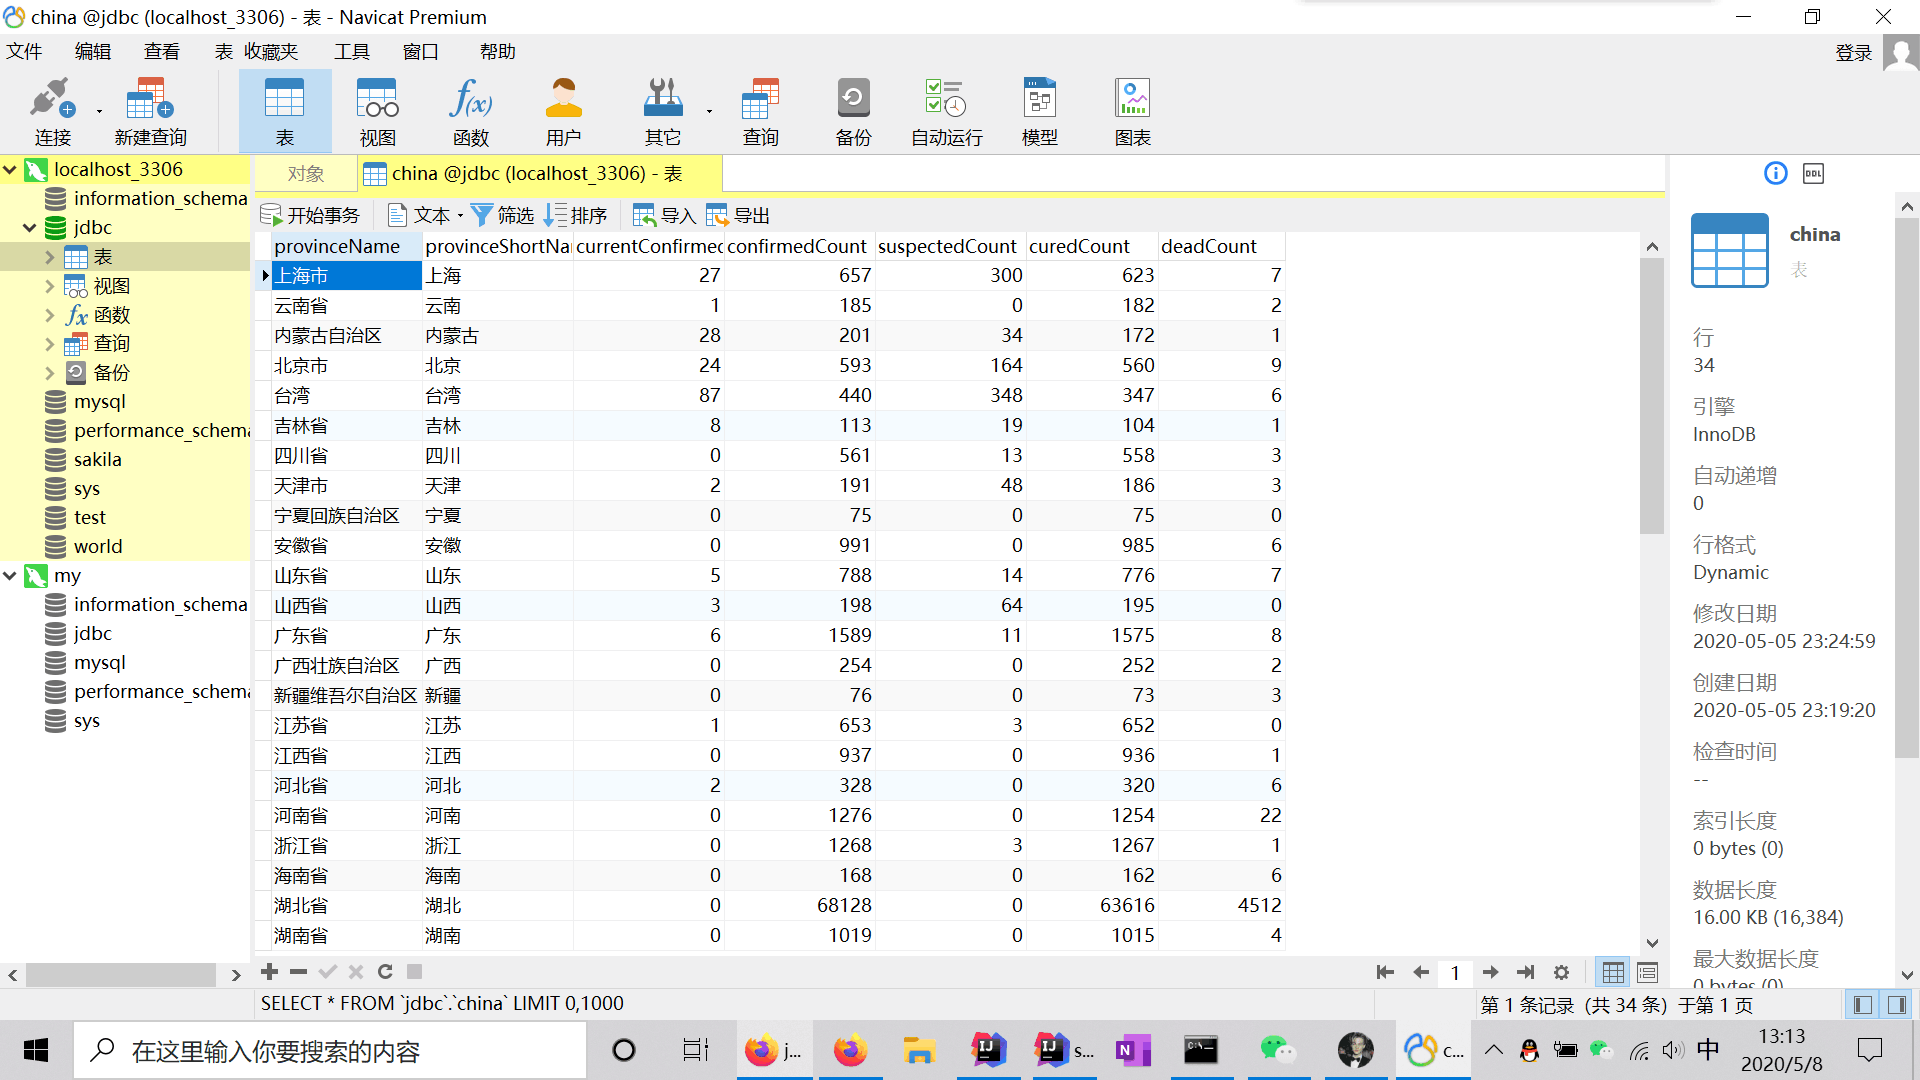 china @jdbc (localhost_3306) - 表 - Navicat Premium
文件 编辑 查看 表 收藏夹 工具 窗口 帮助 登录
连接 新建查询 表 视图 函数 用户 其它 查询 备份 自动运行 模型 图表
localhost_3306
information_schema
jdbc
表
视图
函数
查询
备份
mysql
performance_schema
sakila
sys
test
world
my
information_schema
jdbc
mysql
performance_schema
sys
对象 china @jdbc (localhost_3306) - 表
开始事务 文本 筛选 排序 导入 导出
provinceName provinceShortNa currentConfirmed confirmedCount suspectedCount curedCount deadCount
上海市 上海 27 657 300 623 7
云南省 云南 1 185 0 182 2
内蒙古自治区 内蒙古 28 201 34 172 1
北京市 北京 24 593 164 560 9
台湾 台湾 87 440 348 347 6
吉林省 吉林 8 113 19 104 1
四川省 四川 0 561 13 558 3
天津市 天津 2 191 48 186 3
宁夏回族自治区 宁夏 0 75 0 75 0
安徽省 安徽 0 991 0 985 6
山东省 山东 5 788 14 776 7
山西省 山西 3 198 64 195 0
广东省 广东 6 1589 11 1575 8
广西壮族自治区 广西 0 254 0 252 2
新疆维吾尔自治区 新疆 0 76 0 73 3
江苏省 江苏 1 653 3 652 0
江西省 江西 0 937 0 936 1
河北省 河北 2 328 0 320 6
河南省 河南 0 1276 0 1254 22
浙江省 浙江 0 1268 3 1267 1
海南省 海南 0 168 0 162 6
湖北省 湖北 0 68128 0 63616 4512
湖南省 湖南 0 1019 0 1015 4
1
SELECT * FROM `jdbc`.`china` LIMIT 0,1000
第 1 条记录 (共 34 条) 于第 1 页
DDL
china
表
行
34
引擎
InnoDB
自动递增
0
行格式
Dynamic
修改日期
2020-05-05 23:24:59
创建日期
2020-05-05 23:19:20
检查时间
--
索引长度
0 bytes (0)
数据长度
16.00 KB (16,384)
最大数据长度
0 bytes (0)
在这里输入你要搜索的内容
j...
s...
c...
中
13:13
2020/5/8